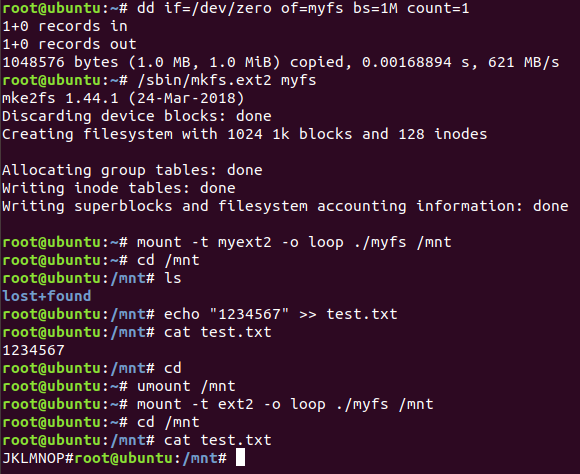 root@ubuntu:~# dd if=/dev/zero of=myfs bs=1M count=1
1+0 records in
1+0 records out
1048576 bytes (1.0 MB, 1.0 MiB) copied, 0.00168894 s, 621 MB/s
root@ubuntu:~# /sbin/mkfs.ext2 myfs
mke2fs 1.44.1 (24-Mar-2018)
Discarding device blocks: done
Creating filesystem with 1024 1k blocks and 128 inodes

Allocating group tables: done
Writing inode tables: done
Writing superblocks and filesystem accounting information: done

root@ubuntu:~# mount -t myext2 -o loop ./myfs /mnt
root@ubuntu:~# cd /mnt
root@ubuntu:/mnt# ls
lost+found
root@ubuntu:/mnt# echo "1234567" >> test.txt
root@ubuntu:/mnt# cat test.txt
1234567
root@ubuntu:/mnt# cd
root@ubuntu:~# umount /mnt
root@ubuntu:~# mount -t ext2 -o loop ./myfs /mnt
root@ubuntu:~# cd /mnt
root@ubuntu:/mnt# cat test.txt
JKLMNOP#root@ubuntu:/mnt#